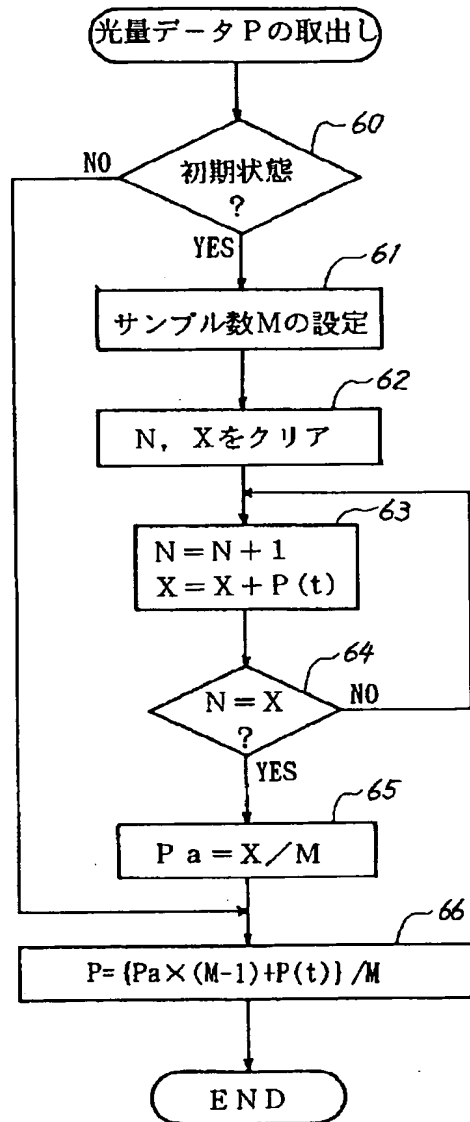 光量データPの取出し
60
NO
初期状態
?
YES
61
サンプル数Mの設定
62
N, Xをクリア
63
N=N+1
X=X+P(t)
64
N=X
?
NO
YES
65
Pa=X/M
66
P={Pa×(M-1)+P(t)}/M
END